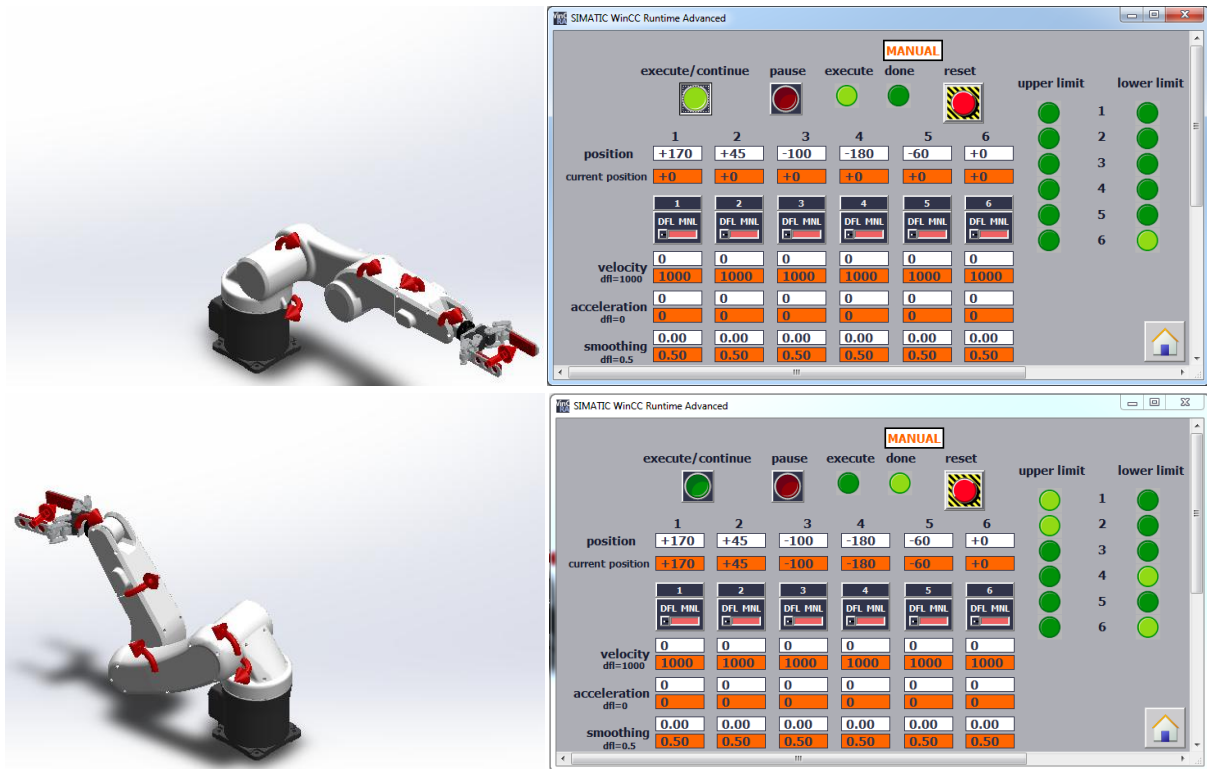 SIMATIC WinCC Runtime Advanced
MANUAL
execute/continue pause execute done reset
upper limit lower limit
1 2 3 4 5 6
position +170 +45 -100 -180 -60 +0
current position +0 +0 +0 +0 +0 +0
1 2 3 4 5 6
DFL MNL DFL MNL DFL MNL DFL MNL DFL MNL DFL MNL
0 0 0 0 0 0
velocity
dfl=1000
1000 1000 1000 1000 1000 1000
0 0 0 0 0 0
acceleration
dfl=0
0 0 0 0 0 0
0.00 0.00 0.00 0.00 0.00 0.00
smoothing
dfl=0.5
0.50 0.50 0.50 0.50 0.50 0.50
1
2
3
4
5
6
SIMATIC WinCC Runtime Advanced
MANUAL
execute/continue pause execute done reset
upper limit lower limit
1 2 3 4 5 6
position +170 +45 -100 -180 -60 +0
current position +170 +45 -100 -180 -60 +0
1 2 3 4 5 6
DFL MNL DFL MNL DFL MNL DFL MNL DFL MNL DFL MNL
0 0 0 0 0 0
velocity
dfl=1000
1000 1000 1000 1000 1000 1000
0 0 0 0 0 0
acceleration
dfl=0
0 0 0 0 0 0
0.00 0.00 0.00 0.00 0.00 0.00
smoothing
dfl=0.5
0.50 0.50 0.50 0.50 0.50 0.50
1
2
3
4
5
6